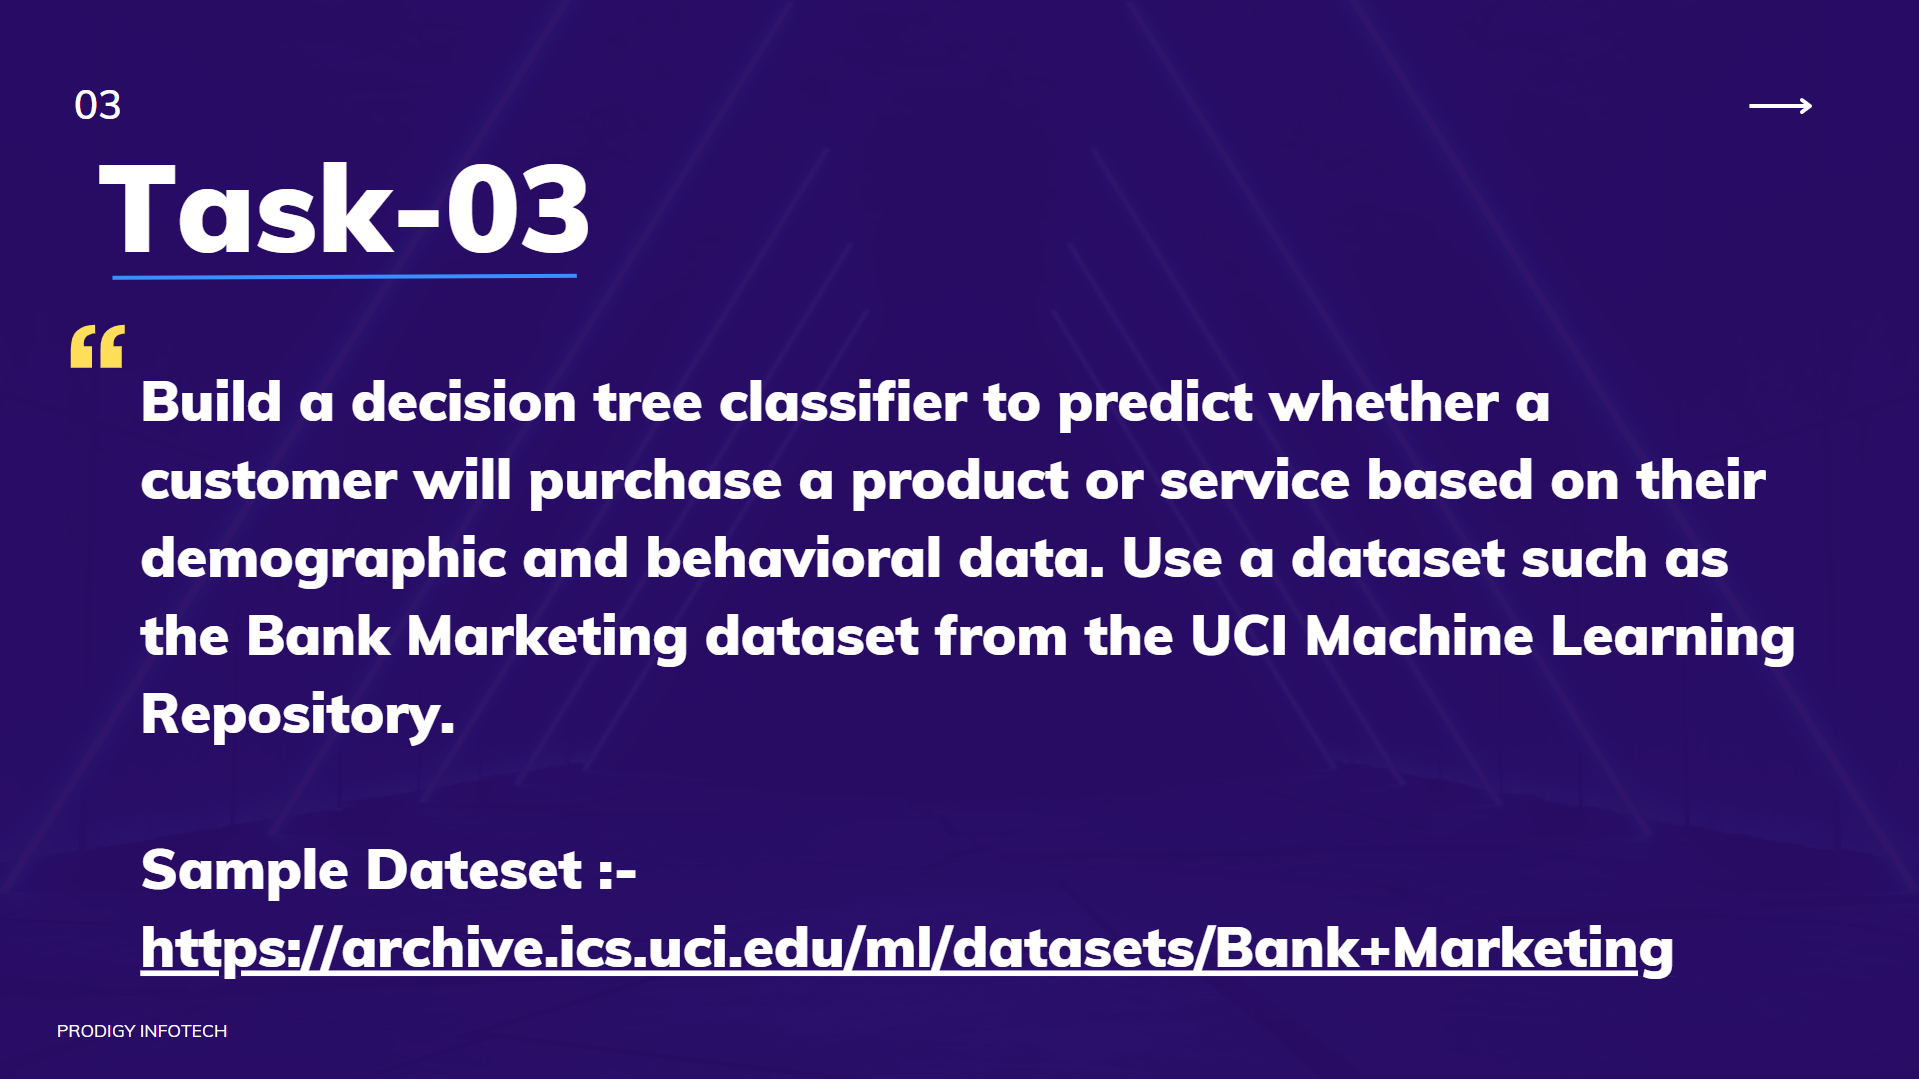 03
Task-03
“
Build a decision tree classifier to predict whether a
customer will purchase a product or service based on their
demographic and behavioral data. Use a dataset such as
the Bank Marketing dataset from the UCI Machine Learning
Repository.
Sample Dateset :-
https://archive.ics.uci.edu/ml/datasets/Bank+Marketing
PRODIGY INFOTECH